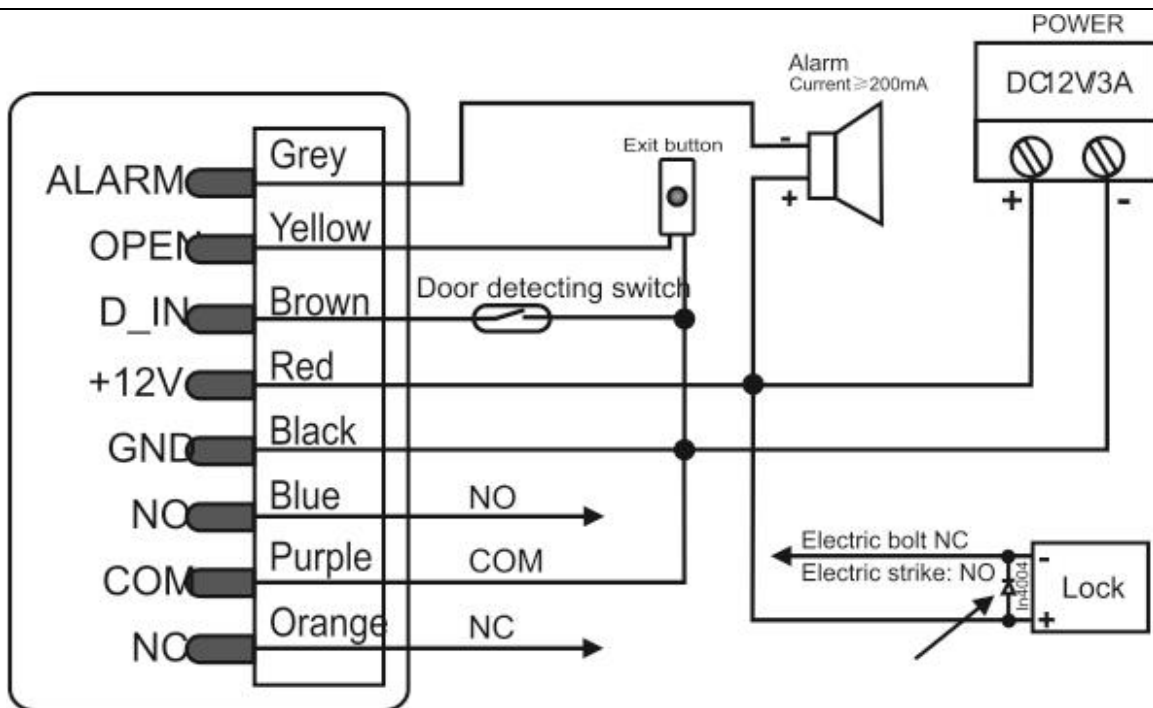 POWER
DC12V/3A
+ -
Alarm
Current≥200mA
-
+
Exit button
ALARM Grey
OPEN Yellow
Door detecting switch
D_IN Brown
+12V Red
GND Black
NO Blue NO
COM Purple COM
NC Orange NC
Electric bolt NC
Electric strike: NO
In4004
-
+
Lock